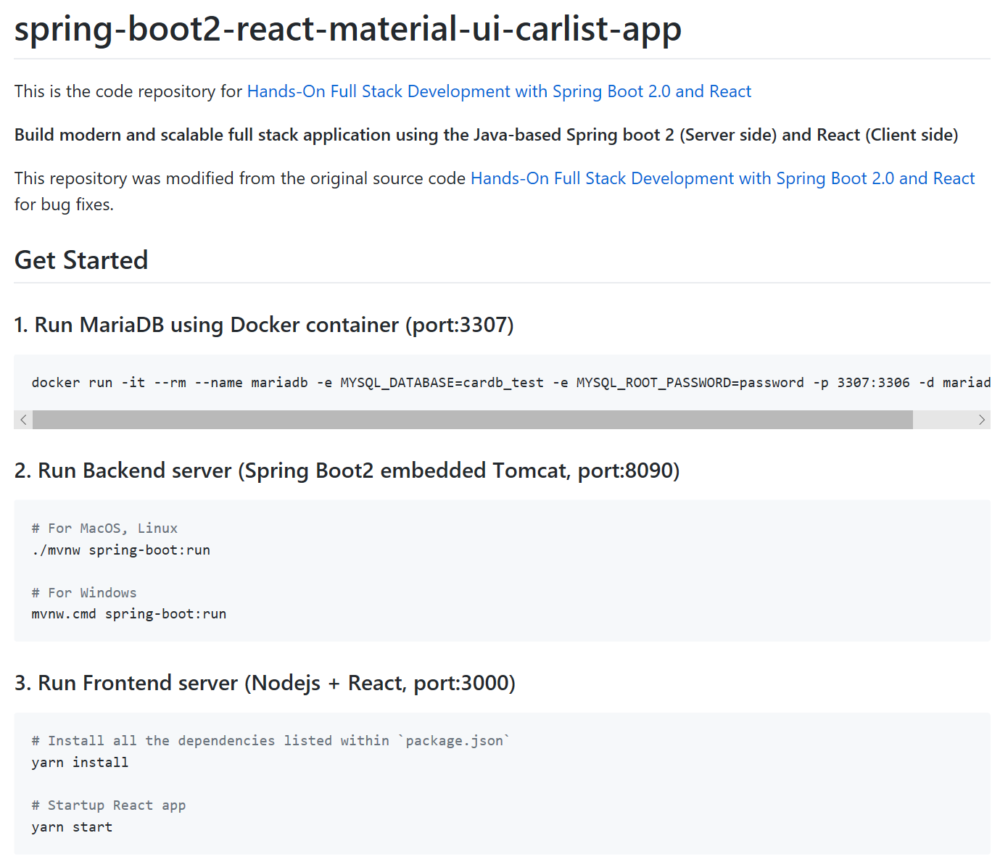 spring-boot2-react-material-ui-carlist-app
This is the code repository for Hands-On Full Stack Development with Spring Boot 2.0 and React
Build modern and scalable full stack application using the Java-based Spring boot 2 (Server side) and React (Client side)
This repository was modified from the original source code Hands-On Full Stack Development with Spring Boot 2.0 and React
for bug fixes.
Get Started
1. Run MariaDB using Docker container (port:3307)
docker run -it --rm --name mariadb -e MYSQL_DATABASE=cardb_test -e MYSQL_ROOT_PASSWORD=password -p 3307:3306 -d mariad
2. Run Backend server (Spring Boot2 embedded Tomcat, port:8090)
# For MacOS, Linux
./mvnw spring-boot:run
# For Windows
mvnw.cmd spring-boot:run
3. Run Frontend server (Nodejs + React, port:3000)
# Install all the dependencies listed within `package.json`
yarn install
# Startup React app
yarn start